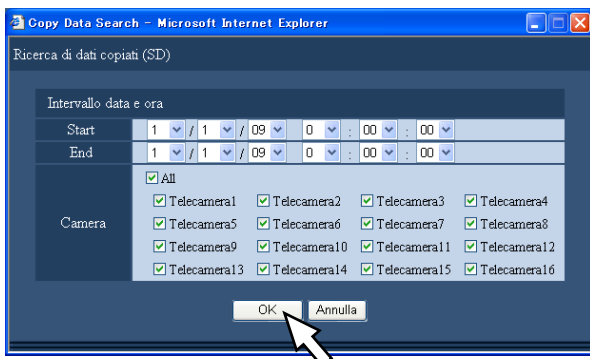 Copy Data Search - Microsoft Internet Explorer
Ricerca di dati copiati (SD)
Intervallo data e ora
Start 1 / 1 / 09 0 : 00 : 00
End 1 / 1 / 09 0 : 00 : 00
All
Camera
Telecamera1 Telecamera2 Telecamera3 Telecamera4
Telecamera5 Telecamera6 Telecamera7 Telecamera8
Telecamera9 Telecamera10 Telecamera11 Telecamera12
Telecamera13 Telecamera14 Telecamera15 Telecamera16
OK Annulla